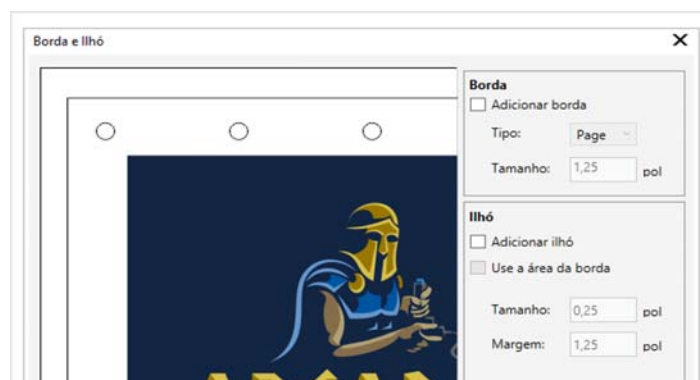 Borda e Ilhó
Borda
Adicionar borda
Tipo: Page
Tamanho: 1,25 pol
Ilhó
Adicionar ilhó
Use a área da borda
Tamanho: 0,25 pol
Margem: 1,25 pol